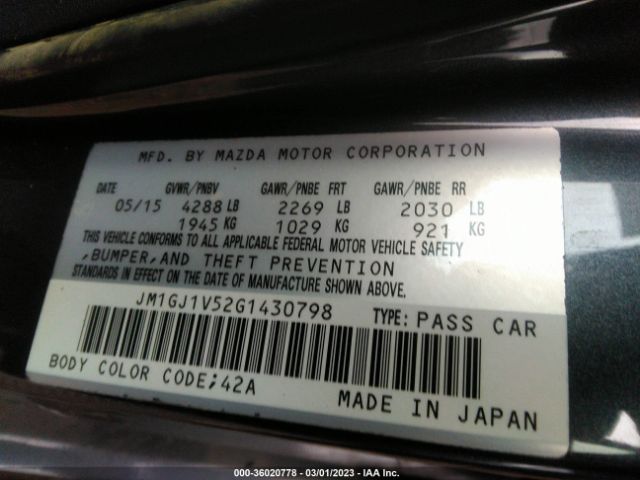 MFD. BY MAZDA MOTOR CORPORATION
DATE GVWR/PNBV GAWR/PNBE FRT GAWR/PNBE RR
05/15 4288 LB 2269 LB 2030 LB
1945 KG 1029 KG 921 KG
THIS VEHICLE CONFORMS TO ALL APPLICABLE FEDERAL MOTOR VEHICLE SAFETY
,BUMPER,AND THEFT PREVENTION
STANDARDS IN EFFECT ON THE DATE OF MANUFACTURE SHOWN ABOVE.
JM1GJ1V52G1430798 TYPE: PASS CAR
BODY COLOR CODE;42A
MADE IN JAPAN
000-36020778 - 03/01/2023 - IAA Inc.